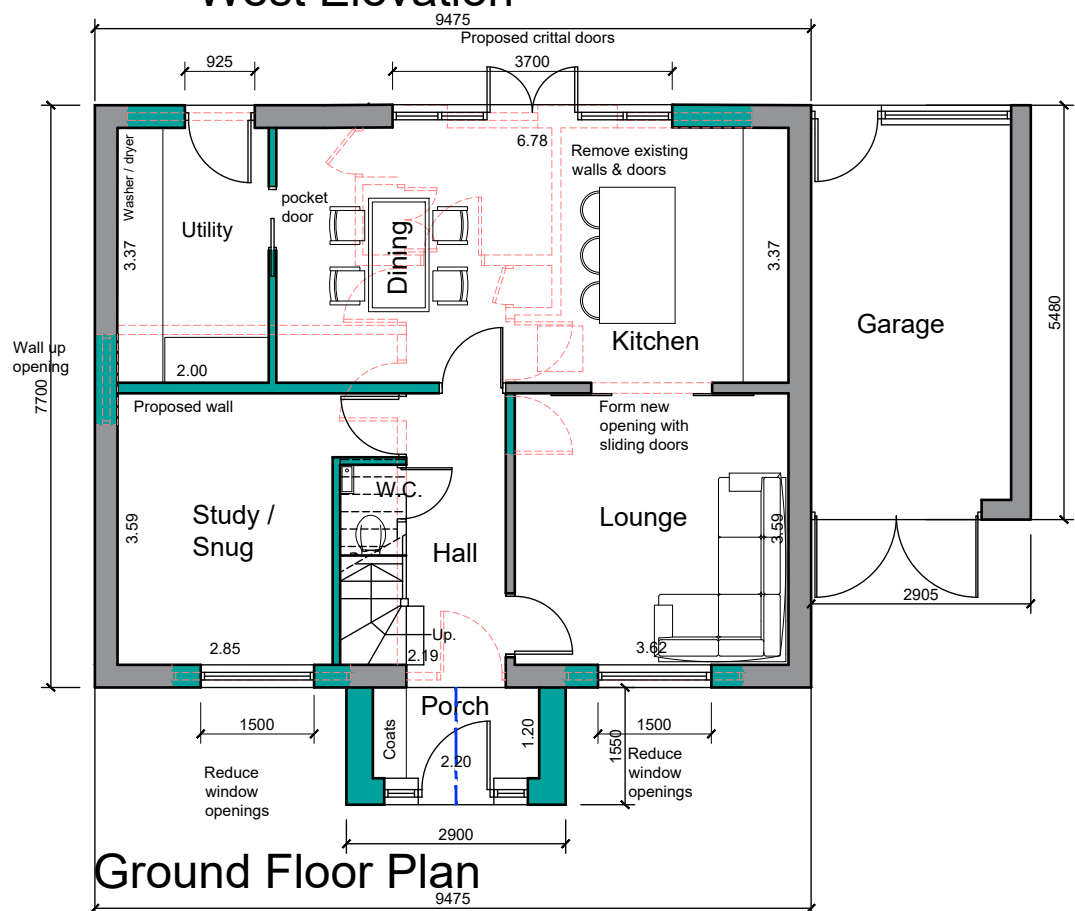 West Elevation
9475
Proposed crittal doors
925
3700
6.78
Remove existing
walls & doors
Washer / dryer
pocket
door
Utility
Dining
3.37
3.37
Kitchen
Garage
5480
Wall up
opening
7700
2.00
Proposed wall
Form new
opening with
sliding doors
W.C.
Study /
Snug
3.59
Hall
Lounge
3.59
2905
Up.
2.85
2.19
3.62
Porch
1500
Coats
2.20
1.20
1500
1550
Reduce
window
openings
Reduce
window
openings
2900
Ground Floor Plan
9475